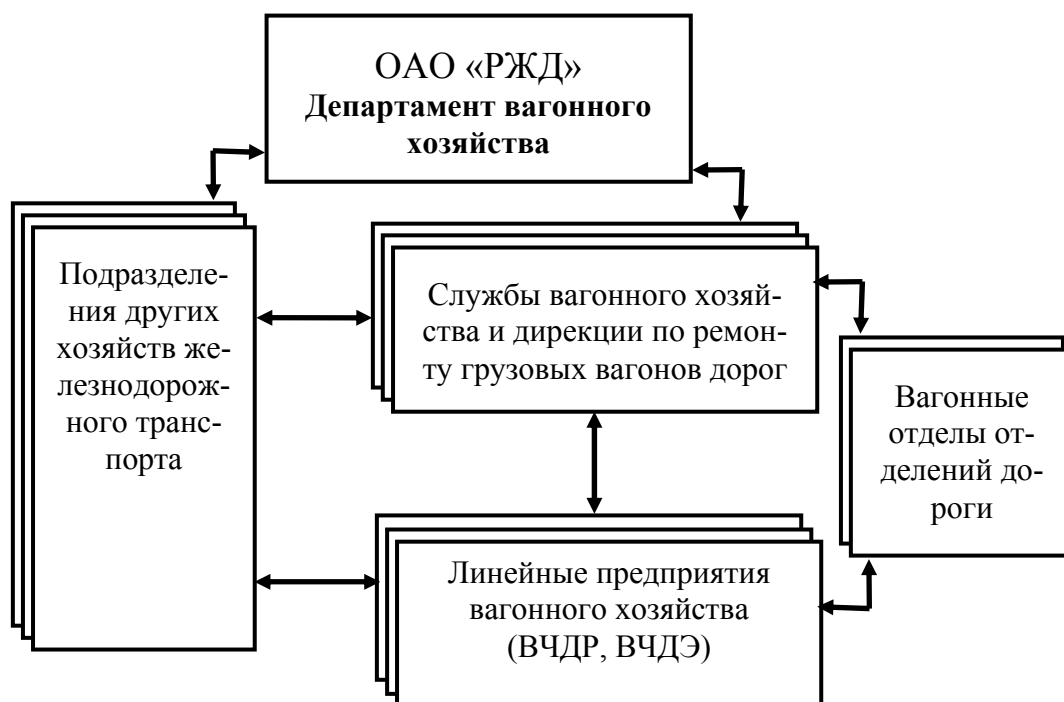 ОАО «РЖД»
Департамент вагонного
хозяйства
Подразделе-
ния других
хозяйств же-
лезнодорож-
ного транс-
порта
Службы вагонного хозяй-
ства и дирекции по ремон-
ту грузовых вагонов дорог
Вагонные
отделы от-
делений до-
роги
Линейные предприятия
вагонного хозяйства
(ВЧДР, ВЧДЭ)